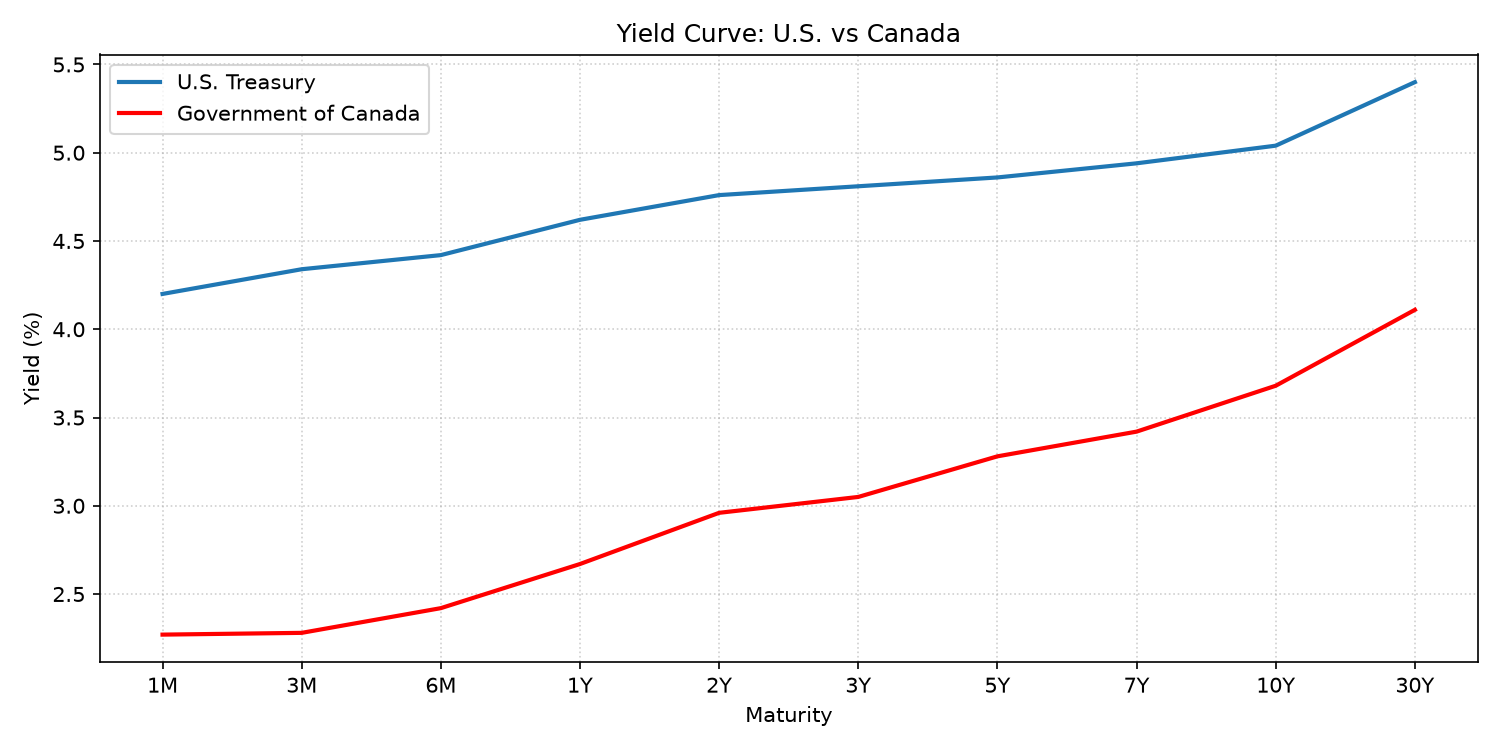 Yield Curve: U.S. vs Canada
U.S. Treasury
Government of Canada
Yield (%)
5.5
5.0
4.5
4.0
3.5
3.0
2.5
1M 3M 6M 1Y 2Y 3Y 5Y 7Y 10Y 30Y
Maturity